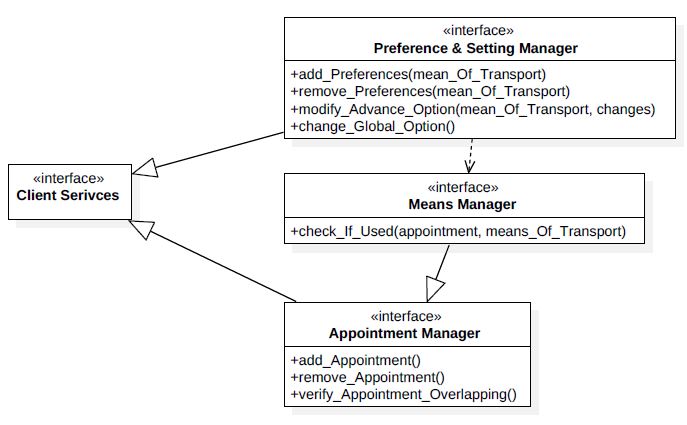 «interface»
Preference & Setting Manager
+add_Preferences(mean_Of_Transport)
+remove_Preferences(mean_Of_Transport)
+modify_Advance_Option(mean_Of_Transport, changes)
+change_Global_Option()
«interface»
Client Serivces
«interface»
Means Manager
+check_If_Used(appointment, means_Of_Transport)
«interface»
Appointment Manager
+add_Appointment()
+remove_Appointment()
+verify_Appointment_Overlapping()